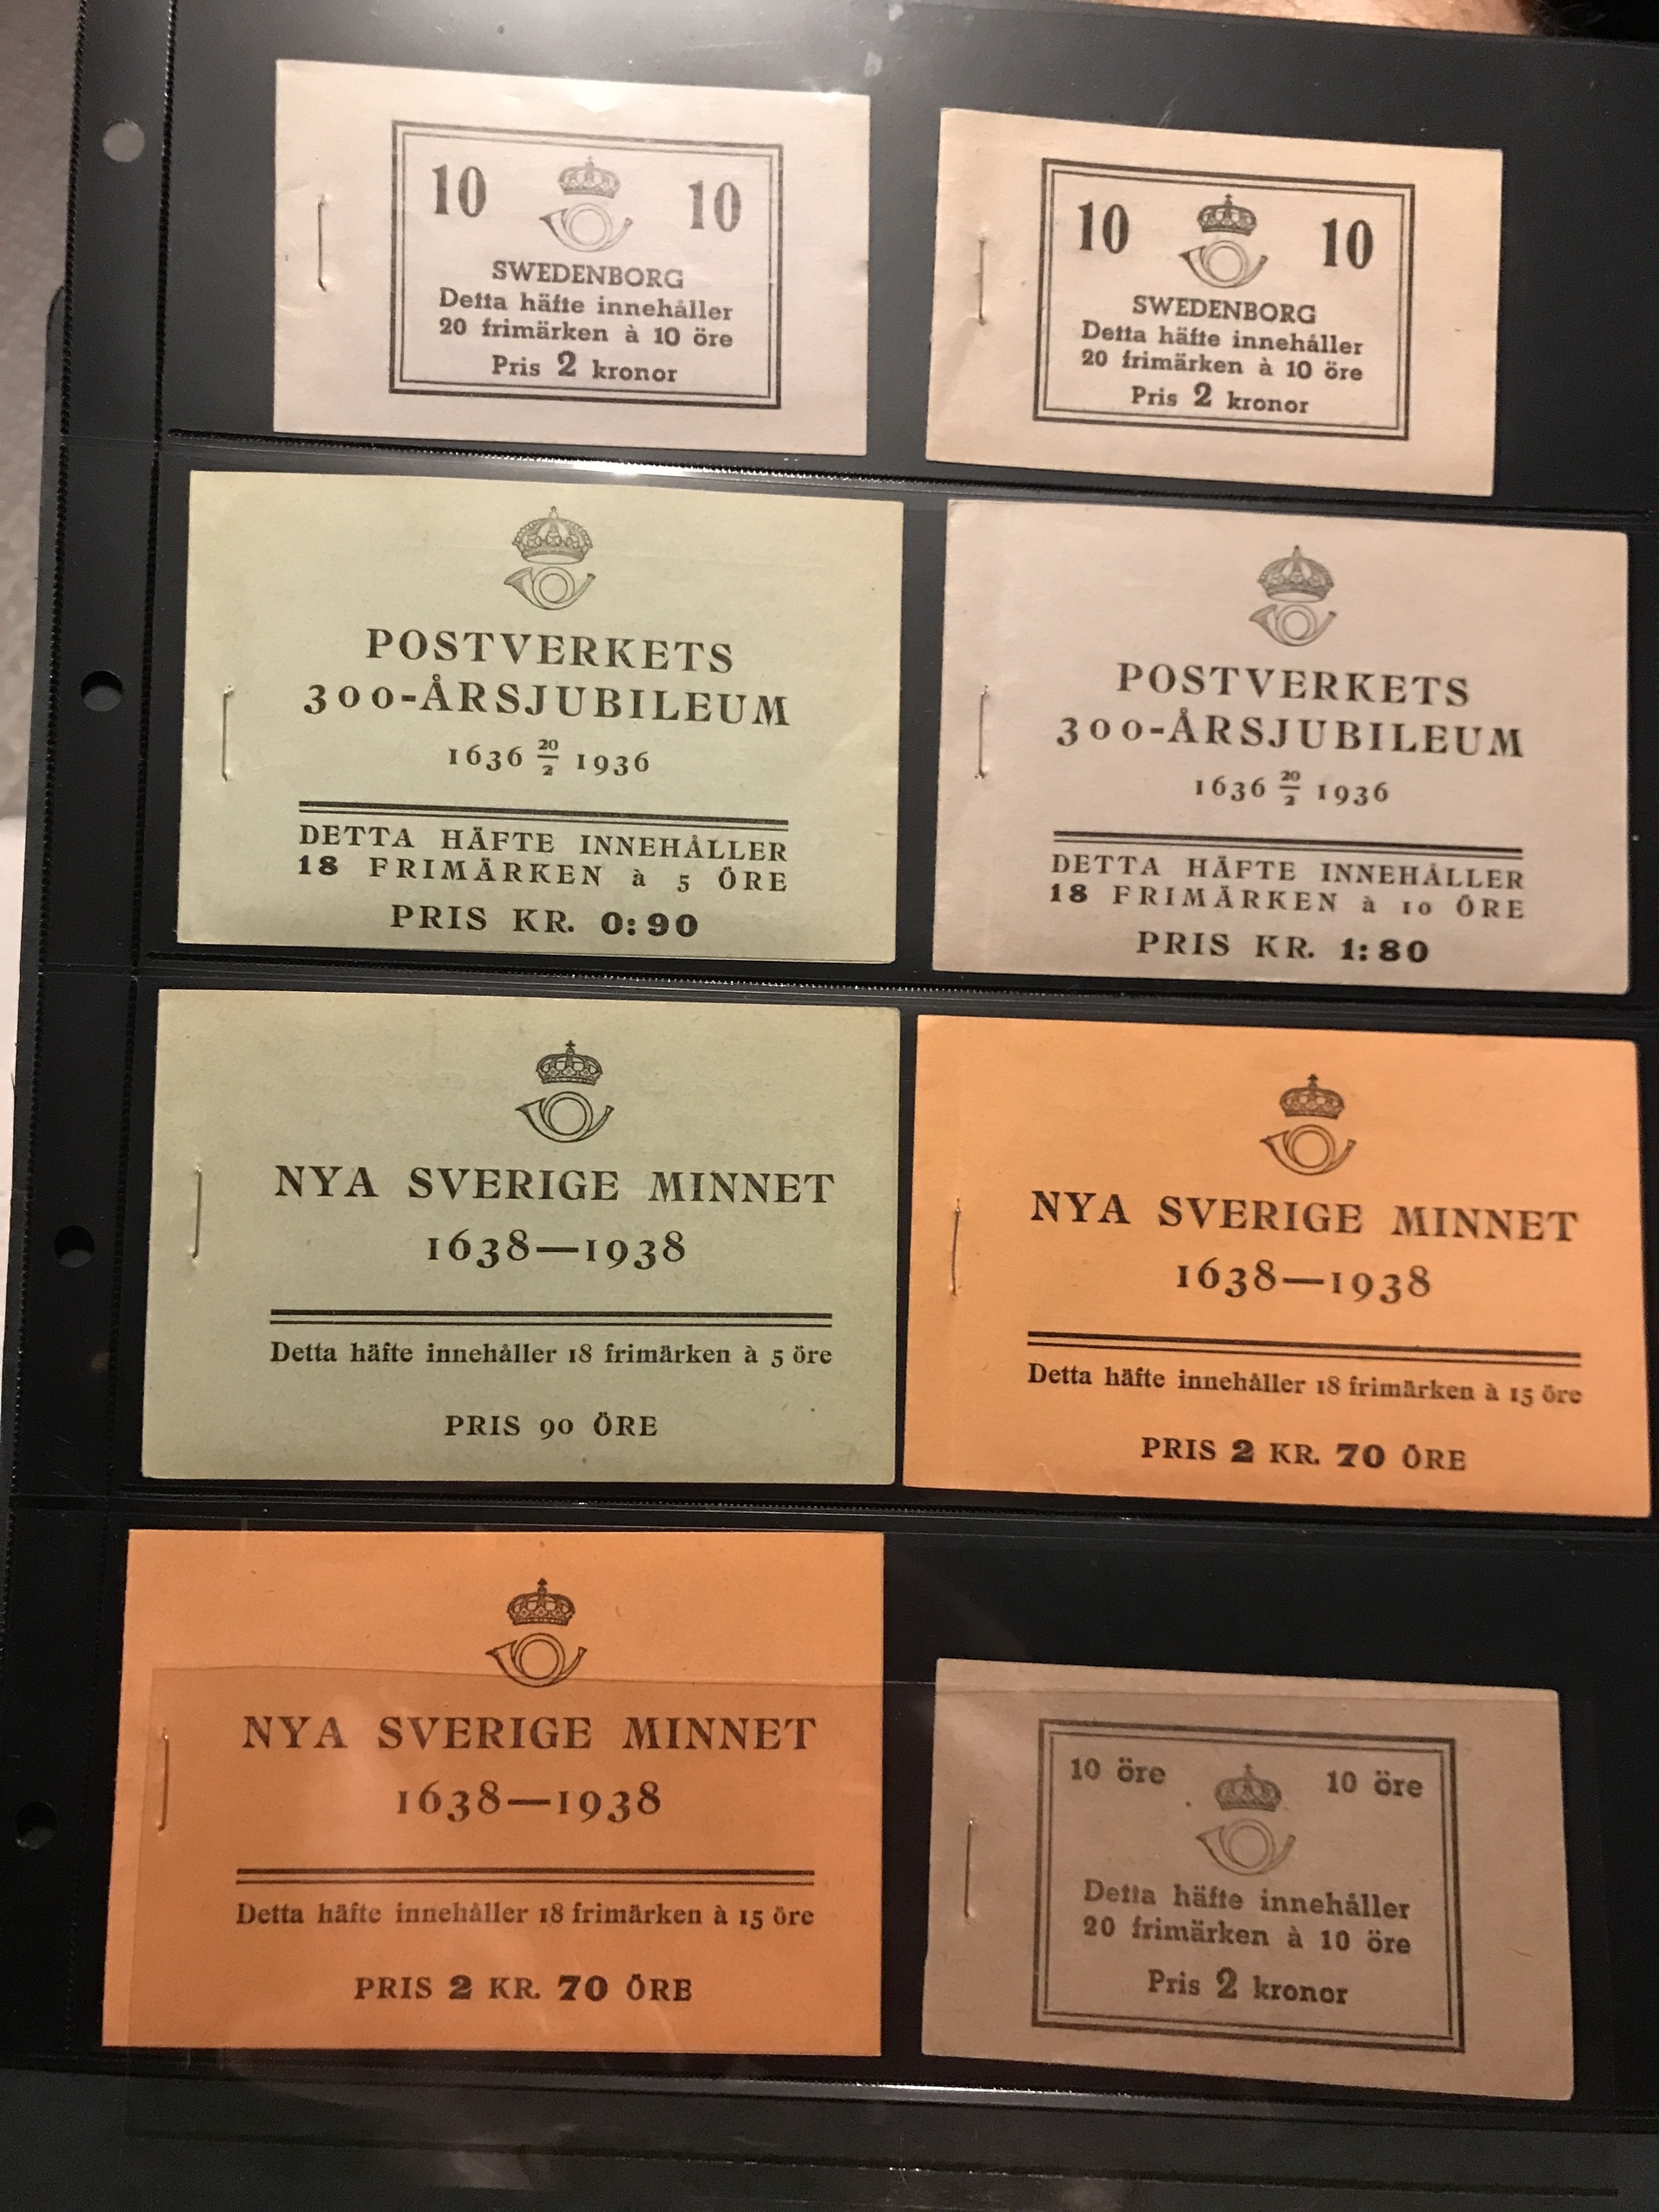 10 10
SWEDENBORG
Detta häfte innehåller
20 frimärken à 10 öre
Pris 2 kronor
10 10
SWEDENBORG
Detta häfte innehåller
20 frimärken à 10 öre
Pris 2 kronor
POSTVERKETS
300-ÅRSJUBILEUM
1636 20/2 1936
DETTA HÄFTE INNEHÅLLER
18 FRIMÄRKEN à 5 ÖRE
PRIS KR. 0:90
POSTVERKETS
300-ÅRSJUBILEUM
1636 20/2 1936
DETTA HÄFTE INNEHÅLLER
18 FRIMÄRKEN à 10 ÖRE
PRIS KR. 1:80
NYA SVERIGE MINNET
1638—1938
Detta häfte innehåller 18 frimärken à 5 öre
PRIS 90 ÖRE
NYA SVERIGE MINNET
1638—1938
Detta häfte innehåller 18 frimärken à 15 öre
PRIS 2 KR. 70 ÖRE
NYA SVERIGE MINNET
1638—1938
Detta häfte innehåller 18 frimärken à 15 öre
PRIS 2 KR. 70 ÖRE
10 öre 10 öre
Detta häfte innehåller
20 frimärken à 10 öre
Pris 2 kronor